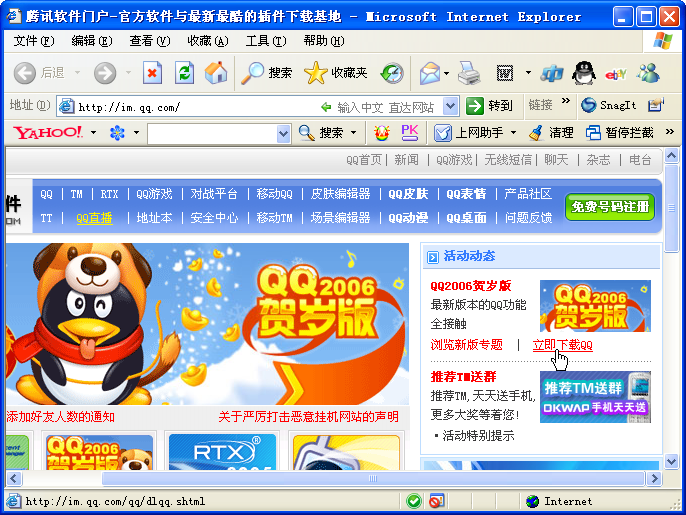 腾讯软件门户-官方软件与最新最酷的插件下载基地 - Microsoft Internet Explorer
文件(F) 编辑(E) 查看(V) 收藏(A) 工具(T) 帮助(H)
后退 搜索 收藏夹
地址(D) http://im.qq.com/ 输入中文 直达网站 转到 链接 » SnagIt
YAHOO! 搜索 PK 上网助手 清理 暂停拦截 »
QQ首页 | 新闻 | QQ游戏 | 无线短信 | 聊天 | 杂志 | 电台
件 QQ | TM | RTX | QQ游戏 | 对战平台 | 移动QQ | 皮肤编辑器 | QQ皮肤 | QQ表情 | 产品社区
免费号码注册
OM TT | QQ直播 | 地址本 | 安全中心 | 移动TM | 场景编辑器 | QQ动漫 | QQ桌面 | 问题反馈
QQ2006
贺岁版
添加好友人数的通知 关于严厉打击恶意挂机网站的声明
QQ2006
贺岁版
RTX®
活动动态
QQ2006贺岁版
最新版本的QQ功能
全接触
QQ2006
贺岁版
浏览新版专题 | 立即下载QQ
推荐TM送群
推荐TM,天天送手机,
更多大奖等着您!
• 活动特别提示
推荐TM送群
OKWAP 手机天天送
http://im.qq.com/qq/dlqq.shtml Internet